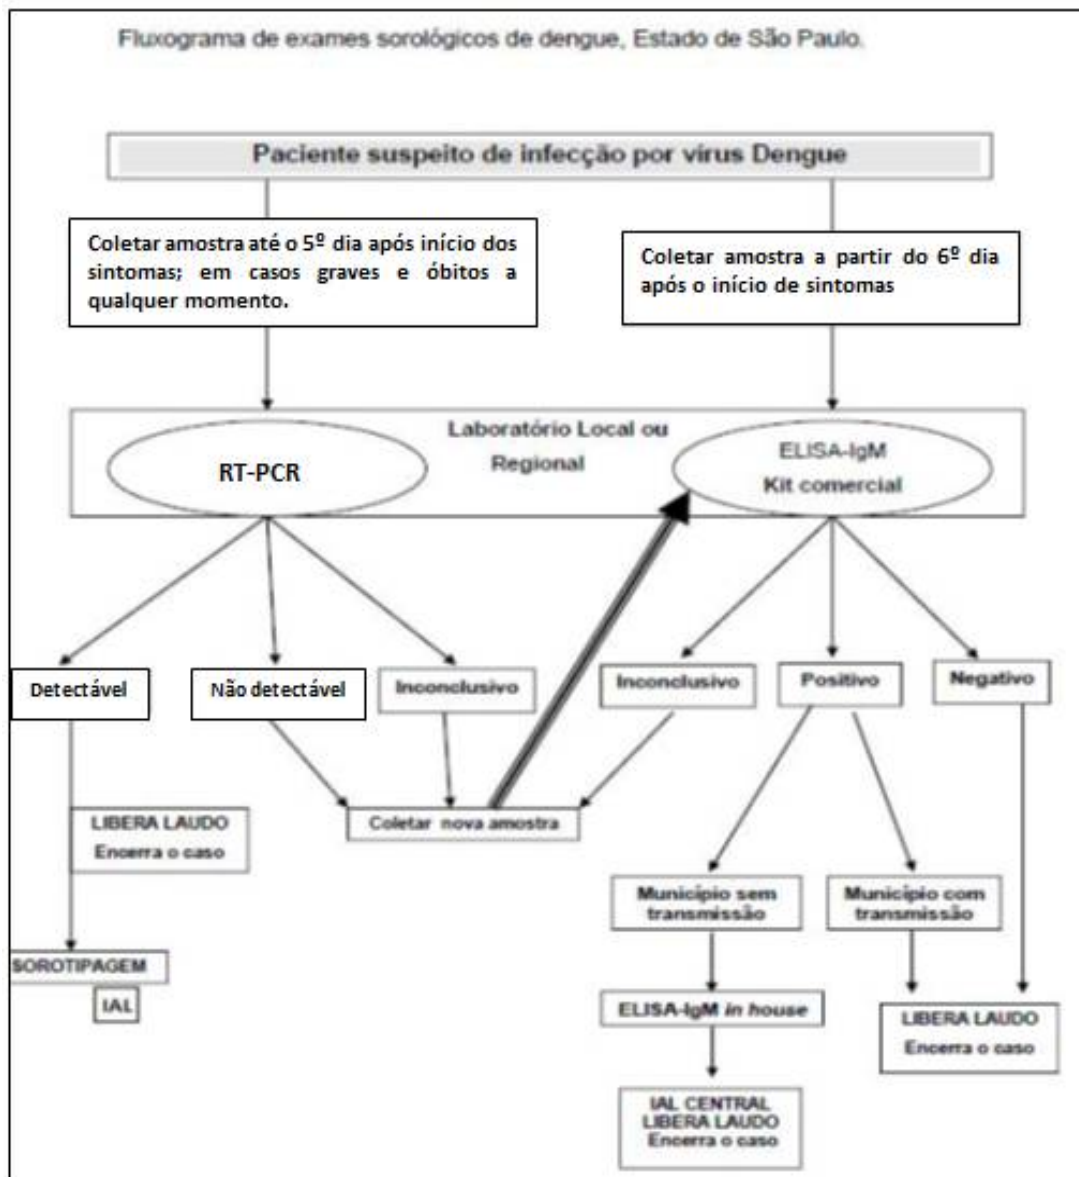 Fluxograma de exames sorológicos de dengue, Estado de São Paulo.
Paciente suspeito de infecção por vírus Dengue
Coletar amostra até o 5º dia após início dos
sintomas; em casos graves e óbitos a
qualquer momento.
Coletar amostra a partir do 6º dia
após o início de sintomas
Laboratório Local ou
Regional
RT-PCR
ELISA-IgM
Kit comercial
Detectável
Não detectável
Inconclusivo
Inconclusivo
Positivo
Negativo
LIBERA LAUDO
Encerra o caso
Coletar nova amostra
Município sem
transmissão
Município com
transmissão
SOROTIPAGEM
IAL
ELISA-IgM in house
LIBERA LAUDO
Encerra o caso
IAL CENTRAL
LIBERA LAUDO
Encerra o caso